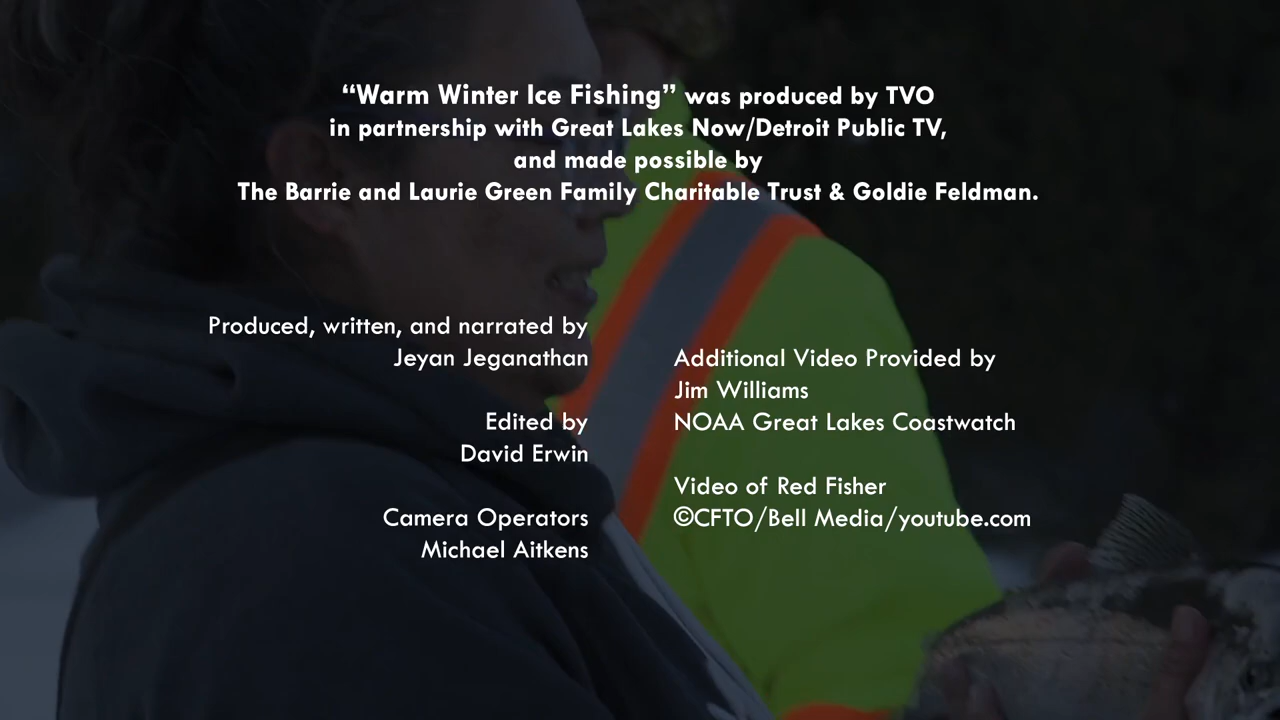 “Warm Winter Ice Fishing” was produced by TVO
in partnership with Great Lakes Now/Detroit Public TV,
and made possible by
The Barrie and Laurie Green Family Charitable Trust & Goldie Feldman.
Produced, written, and narrated by
Jeyan Jeganathan
Edited by
David Erwin
Camera Operators
Michael Aitkens
Additional Video Provided by
Jim Williams
NOAA Great Lakes Coastwatch
Video of Red Fisher
©CFTO/Bell Media/youtube.com